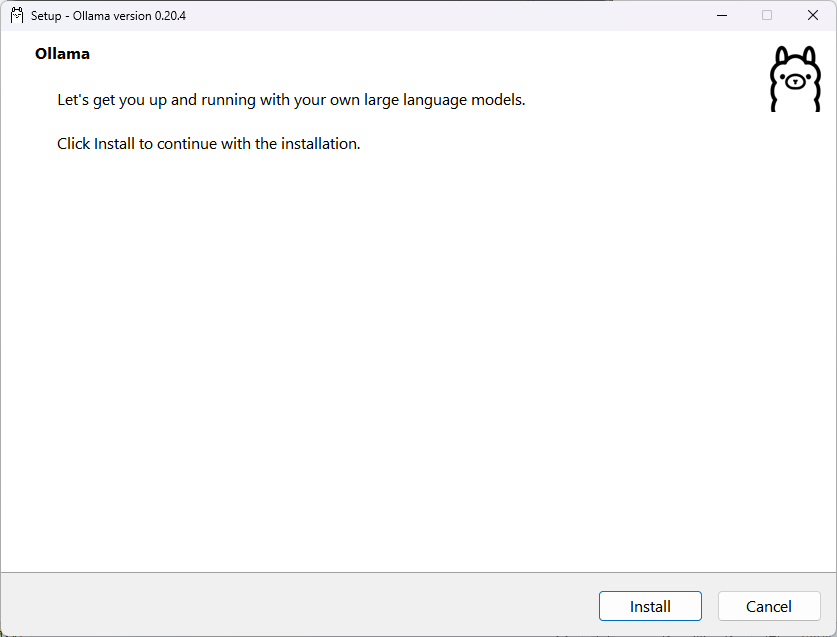 Setup - Ollama version 0.20.4
Ollama
Let's get you up and running with your own large language models.
Click Install to continue with the installation.
Install
Cancel